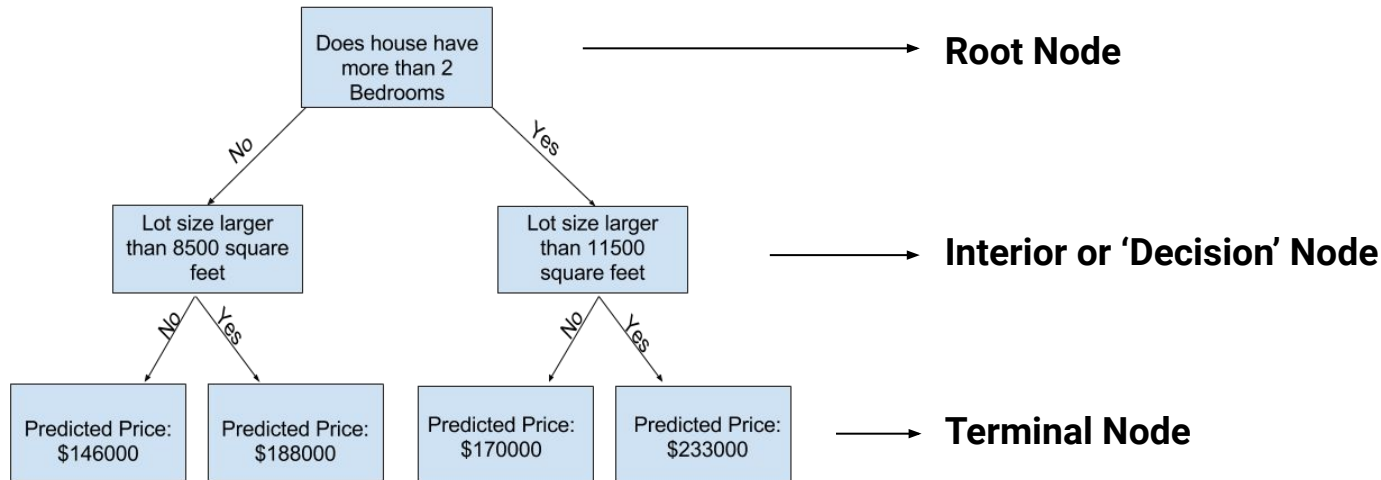 Does house have
more than 2
Bedrooms
Root Node
No
Yes
Lot size larger
than 8500 square
feet
Lot size larger
than 11500
square feet
Interior or ‘Decision’ Node
No
Yes
No
Yes
Predicted Price:
$146000
Predicted Price:
$188000
Predicted Price:
$170000
Predicted Price:
$233000
Terminal Node